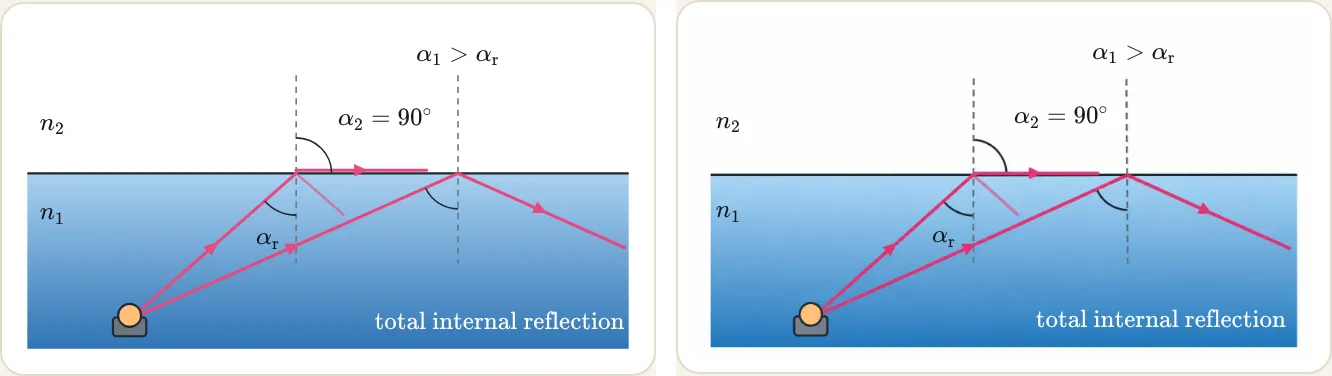 α₁ > αᵣ
α₂ = 90°
n₂
n₁
αᵣ
total internal reflection
α₁ > αᵣ
α₂ = 90°
n₂
n₁
αᵣ
total internal reflection